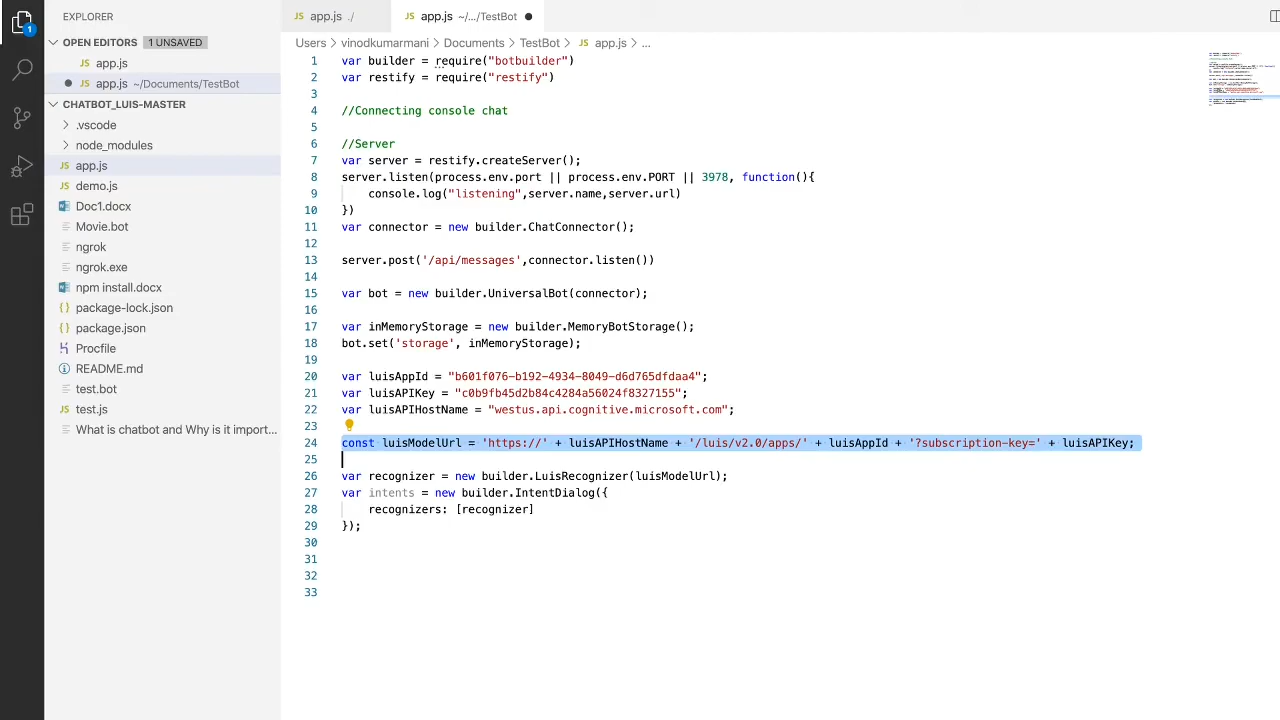 EXPLORER
OPEN EDITORS 1 UNSAVED
JS app.js
JS app.js ~/Documents/TestBot
CHATBOT_LUIS-MASTER
.vscode
node_modules
JS app.js
JS demo.js
Doc1.docx
Movie.bot
ngrok
ngrok.exe
npm install.docx
{} package-lock.json
{} package.json
Procfile
README.md
test.bot
JS test.js
What is chatbot and Why is it import...
1
JS app.js ./
JS app.js ~/.../TestBot
Users > vinodkumarmani > Documents > TestBot > JS app.js > ...
1 var builder = require("botbuilder")
2 var restify = require("restify")
3
4 //Connecting console chat
5
6 //Server
7 var server = restify.createServer();
8 server.listen(process.env.port || process.env.PORT || 3978, function(){
9 console.log("listening",server.name,server.url)
10 })
11 var connector = new builder.ChatConnector();
12
13 server.post('/api/messages',connector.listen())
14
15 var bot = new builder.UniversalBot(connector);
16
17 var inMemoryStorage = new builder.MemoryBotStorage();
18 bot.set('storage', inMemoryStorage);
19
20 var luisAppId = "b601f076-b192-4934-8049-d6d765dfdaa4";
21 var luisAPIKey = "c0b9fb45d2b84c4284a56024f8327155";
22 var luisAPIHostName = "westus.api.cognitive.microsoft.com";
23
24 const luisModelUrl = 'https://' + luisAPIHostName + '/luis/v2.0/apps/' + luisAppId + '?subscription-key=' + luisAPIKey;
25
26 var recognizer = new builder.LuisRecognizer(luisModelUrl);
27 var intents = new builder.IntentDialog({
28 recognizers: [recognizer]
29 });
30
31
32
33